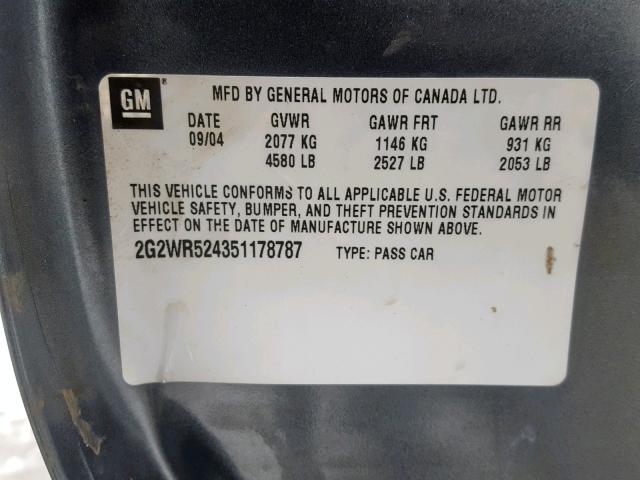 GM ®
MFD BY GENERAL MOTORS OF CANADA LTD.
DATE GVWR GAWR FRT GAWR RR
09/04 2077 KG 1146 KG 931 KG
4580 LB 2527 LB 2053 LB
THIS VEHICLE CONFORMS TO ALL APPLICABLE U.S. FEDERAL MOTOR
VEHICLE SAFETY, BUMPER, AND THEFT PREVENTION STANDARDS IN
EFFECT ON THE DATE OF MANUFACTURE SHOWN ABOVE.
2G2WR524351178787 TYPE: PASS CAR